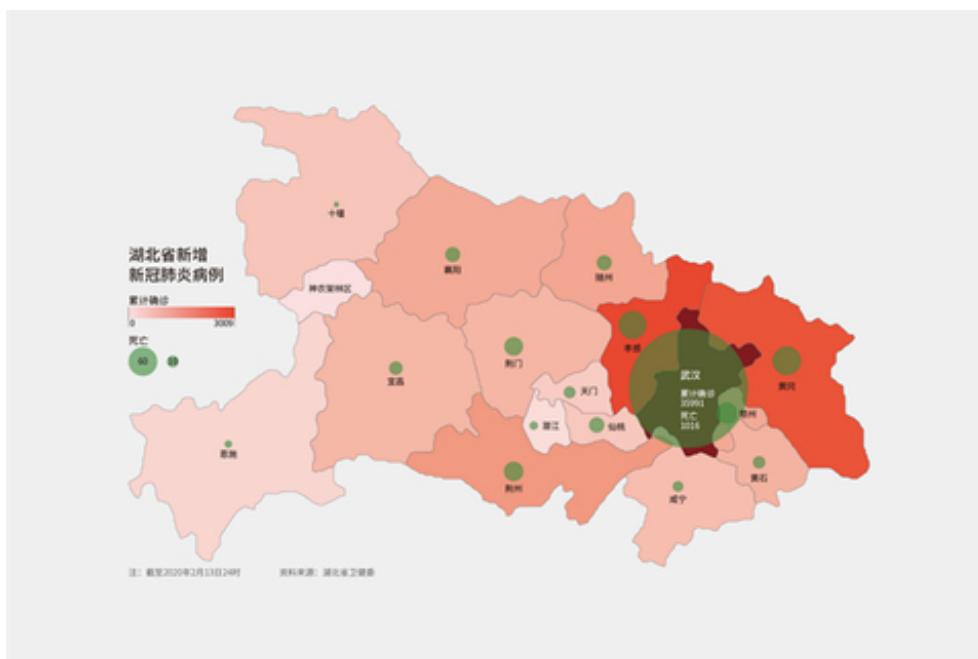 湖北省新增
新冠肺炎病例
累计确诊
0
死亡
60
10
十堰
襄阳
随州
神农架林区
孝感
宜昌
荆门
黄冈
武汉
累计确诊
35991
死亡
1016
天门
鄂州
潜江
仙桃
恩施
荆州
黄石
咸宁
注：截至2020年2月13日24时
资料来源：湖北省卫健委